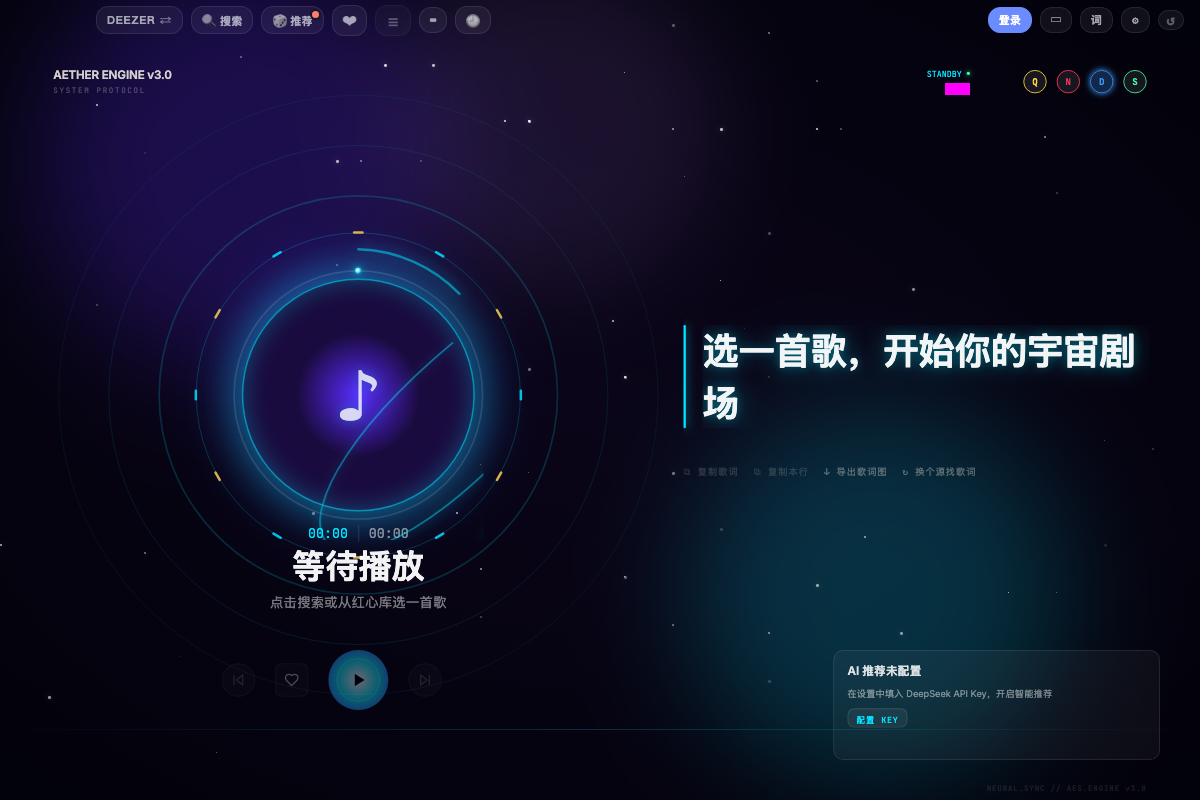 DEEZER ⇄ 搜索 推荐 登录 词
AETHER ENGINE v3.0
SYSTEM PROTOCOL
STANDBY
Q N D S
选一首歌，开始你的宇宙剧
场
复制歌词 复制本行 ↓ 导出歌词图 ↻ 换个源找歌词
00:00 00:00
等待播放
点击搜索或从红心库选一首歌
AI 推荐未配置
在设置中填入 DeepSeek API Key，开启智能推荐
配置 KEY
NEURAL_SYNC // AES.ENGINE v3.0